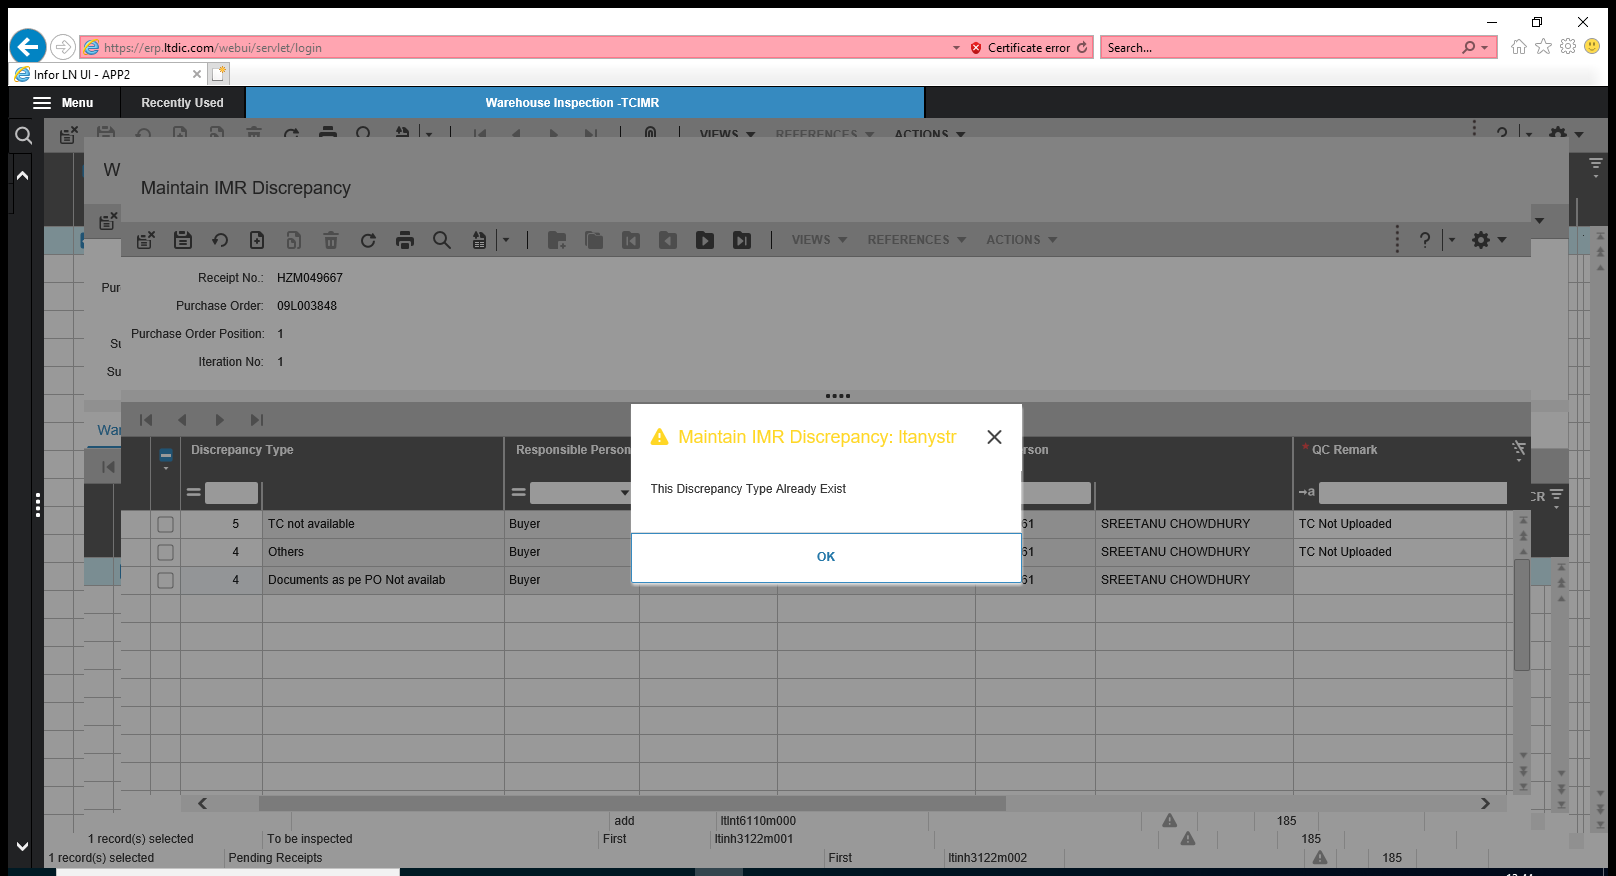 https://erp.ltdic.com/webui/servlet/login
Certificate error
Search...
Infor LN UI - APP2
Menu
Recently Used
Warehouse Inspection -TCIMR
VIEWS
REFERENCES
ACTIONS
W
Maintain IMR Discrepancy
VIEWS
REFERENCES
ACTIONS
Receipt No.: HZM049667
Pur
Purchase Order: 09L003848
Purchase Order Position: 1
Su
Iteration No: 1
Su
War
Maintain IMR Discrepancy: ltanystr
This Discrepancy Type Already Exist
OK
Discrepancy Type
Responsible Person
rson
* QC Remark
CR
5 TC not available Buyer 61 SREETANU CHOWDHURY TC Not Uploaded
4 Others Buyer 61 SREETANU CHOWDHURY TC Not Uploaded
4 Documents as pe PO Not availab Buyer 61 SREETANU CHOWDHURY
add ltlnt6110m000 185
1 record(s) selected To be inspected First ltinh3122m001 185
1 record(s) selected Pending Receipts First ltinh3122m002 185